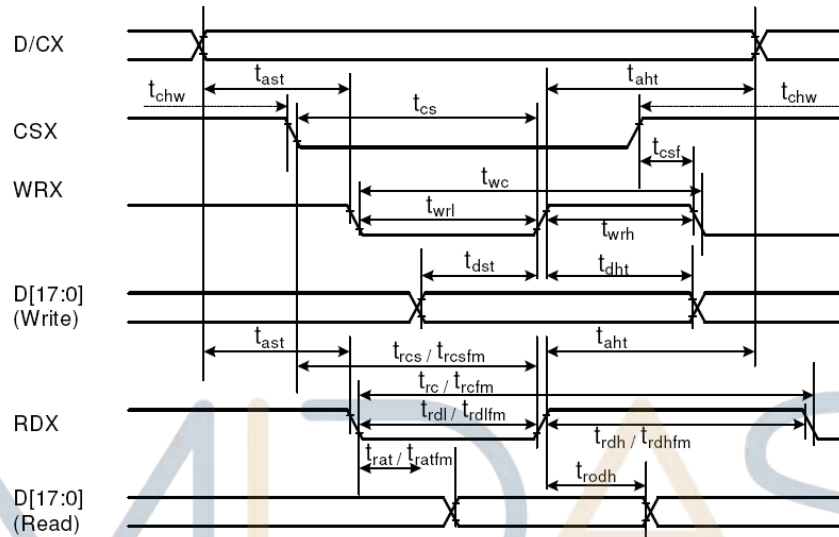 D/CX
t_ast
t_aht
t_chw
t_cs
t_chw
CSX
t_csf
WRX
t_wc
t_wrl
t_wrh
t_dst
t_dht
D[17:0]
(Write)
t_ast
t_aht
t_rcs / t_rcsfm
t_rc / t_rcfm
RDX
t_rdl / t_rdlfm
t_rdh / t_rdhfm
t_rat / t_ratfm
t_rodh
D[17:0]
(Read)
MIDAS